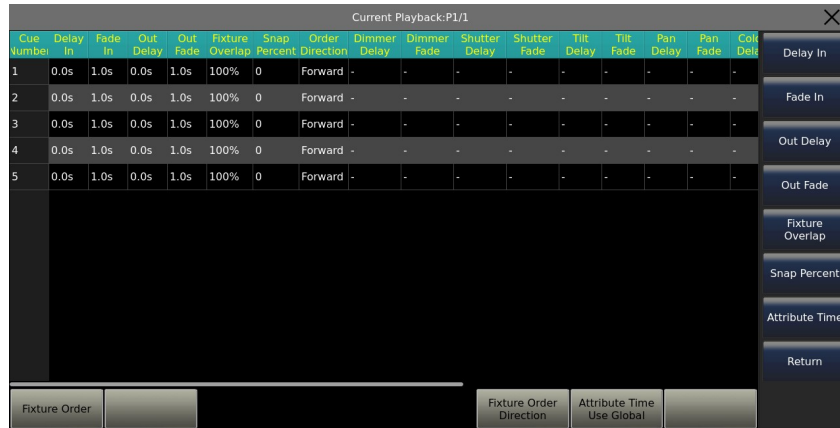 Current Playback:P1/1
Cue Delay Fade Out Out Fixture Snap Order Dimmer Dimmer Shutter Shutter Tilt Tilt Pan Pan
In In Delay Fade Overlap Percent Direction Delay Fade Delay Fade Delay Fade Delay Fade
1 0.0s 1.0s 0.0s 1.0s 100% 0 Forward - - - - - - - - -
2 0.0s 1.0s 0.0s 1.0s 100% 0 Forward - - - - - - - - -
3 0.0s 1.0s 0.0s 1.0s 100% 0 Forward - - - - - - - - -
4 0.0s 1.0s 0.0s 1.0s 100% 0 Forward - - - - - - - - -
5 0.0s 1.0s 0.0s 1.0s 100% 0 Forward - - - - - - - - -
Delay In
Fade In
Out Delay
Out Fade
Fixture
Overlap
Snap Percent
Attribute Time
Return
Fixture Order
Fixture Order
Direction
Attribute Time
Use Global